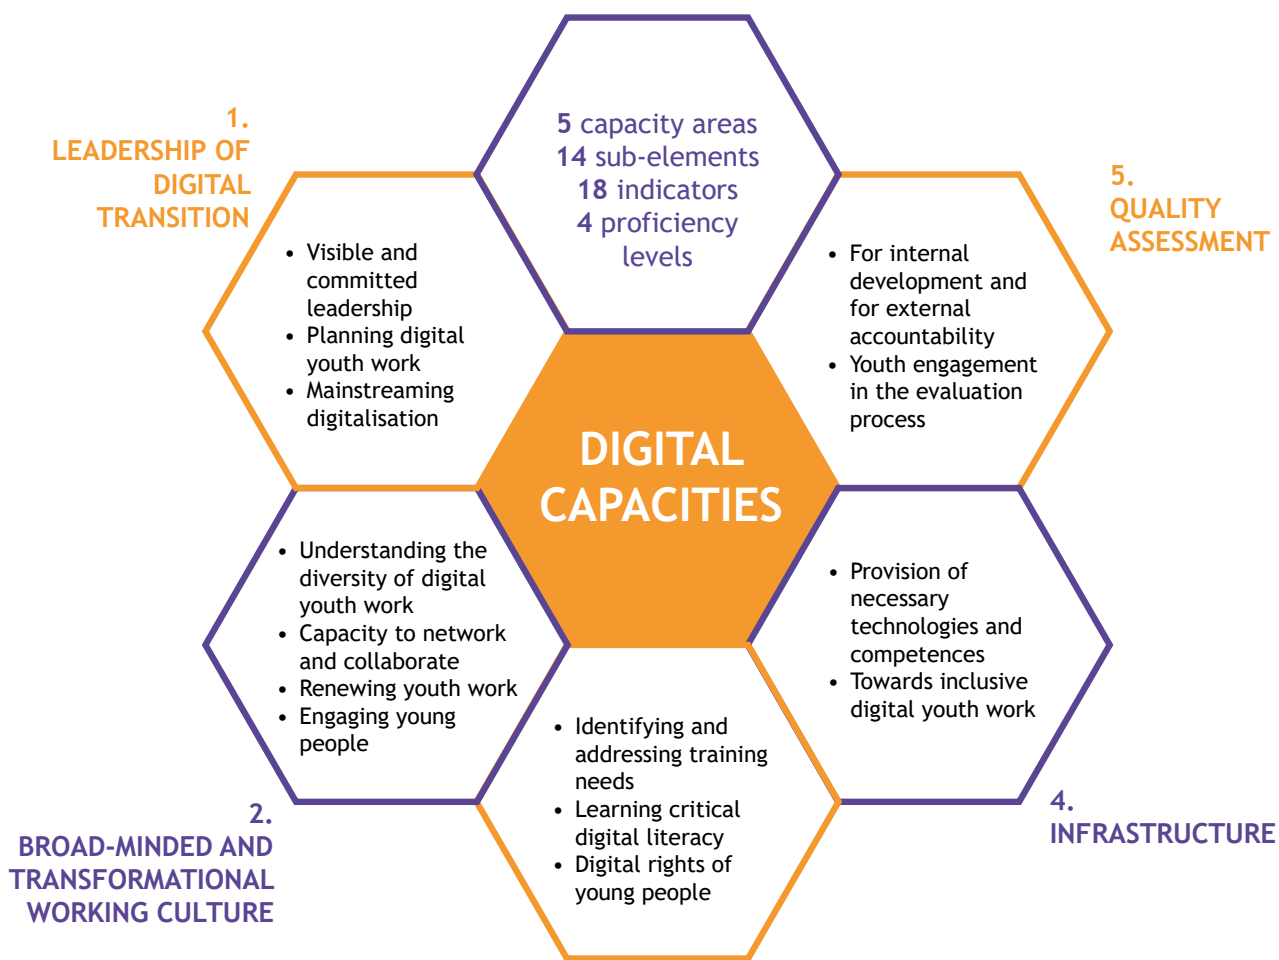 5 capacity areas
14 sub-elements
18 indicators
4 proficiency
levels
1.
LEADERSHIP OF
DIGITAL
TRANSITION
• Visible and
committed
leadership
• Planning digital
youth work
• Mainstreaming
digitalisation
5.
QUALITY
ASSESSMENT
• For internal
development and
for external
accountability
• Youth engagement
in the evaluation
process
DIGITAL
CAPACITIES
• Understanding the
diversity of digital
youth work
• Capacity to network
and collaborate
• Renewing youth work
• Engaging young
people
2.
BROAD-MINDED AND
TRANSFORMATIONAL
WORKING CULTURE
• Identifying and
addressing training
needs
• Learning critical
digital literacy
• Digital rights of
young people
• Provision of
necessary
technologies and
competences
• Towards inclusive
digital youth work
4.
INFRASTRUCTURE